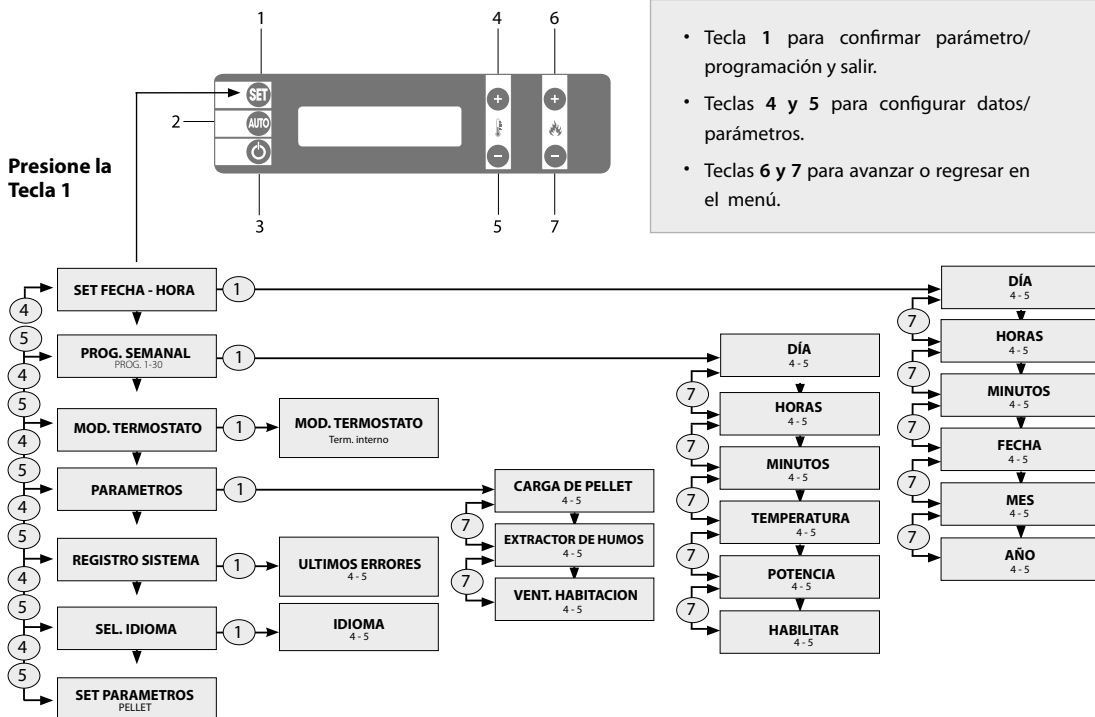 1
4
6
SET
2
AUTO
3
5
7
Presione la
Tecla 1
• Tecla 1 para confirmar parámetro/
programación y salir.
• Teclas 4 y 5 para configurar datos/
parámetros.
• Teclas 6 y 7 para avanzar o regresar en
el menú.
SET FECHA - HORA
1
4
5
PROG. SEMANAL
PROG. 1-30
1
4
5
MOD. TERMOSTATO
1
MOD. TERMOSTATO
Term. interno
4
5
PARAMETROS
1
4
5
REGISTRO SISTEMA
1
ULTIMOS ERRORES
4 - 5
4
5
SEL. IDIOMA
1
IDIOMA
4 - 5
4
5
SET PARAMETROS
PELLET
CARGA DE PELLET
4 - 5
7
EXTRACTOR DE HUMOS
4 - 5
7
VENT. HABITACION
4 - 5
DÍA
4 - 5
7
HORAS
4 - 5
7
MINUTOS
4 - 5
7
TEMPERATURA
4 - 5
7
POTENCIA
4 - 5
7
HABILITAR
4 - 5
DÍA
4 - 5
7
HORAS
4 - 5
7
MINUTOS
4 - 5
7
FECHA
4 - 5
7
MES
4 - 5
7
AÑO
4 - 5